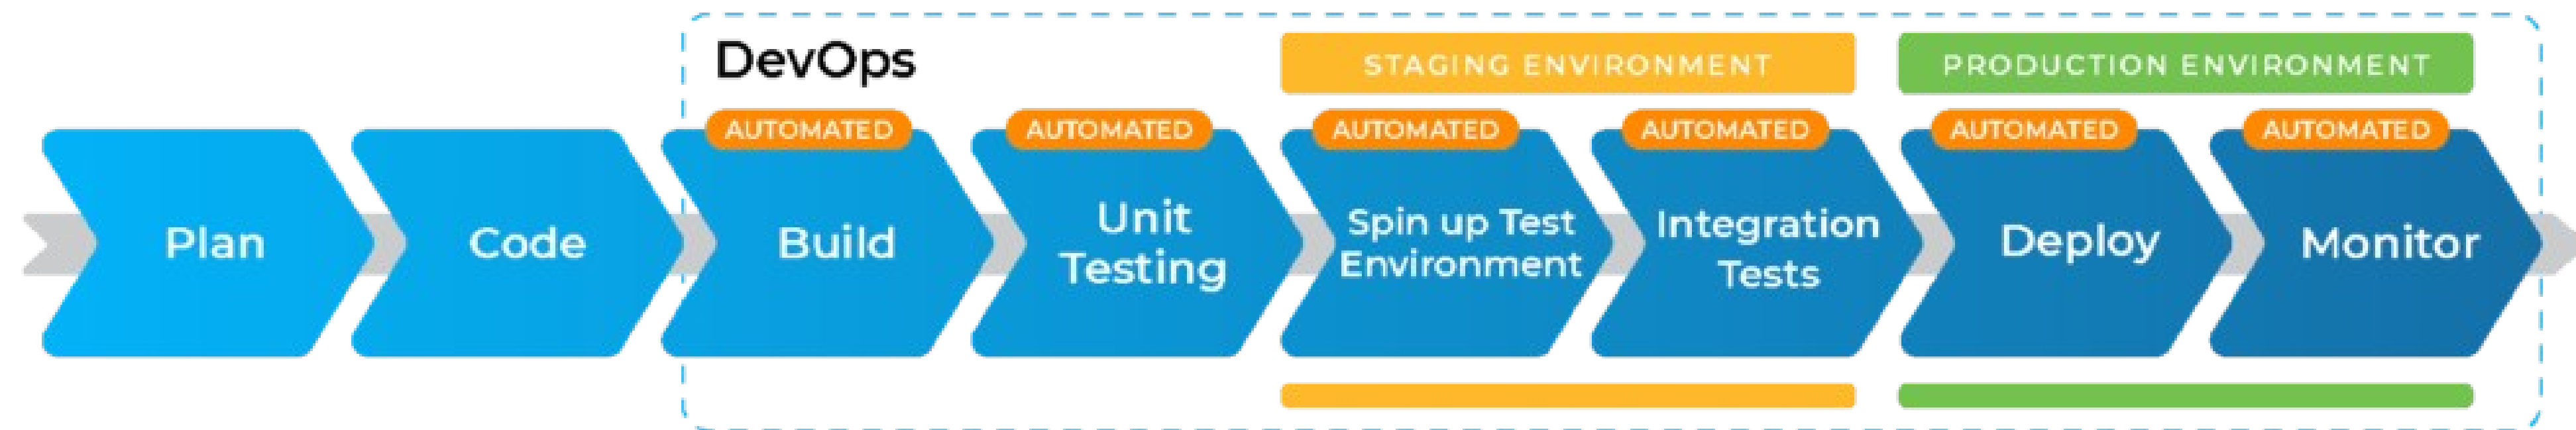 DevOps
STAGING ENVIRONMENT
PRODUCTION ENVIRONMENT
AUTOMATED
AUTOMATED
AUTOMATED
AUTOMATED
AUTOMATED
AUTOMATED
Plan
Code
Build
Unit
Testing
Spin up Test
Environment
Integration
Tests
Deploy
Monitor